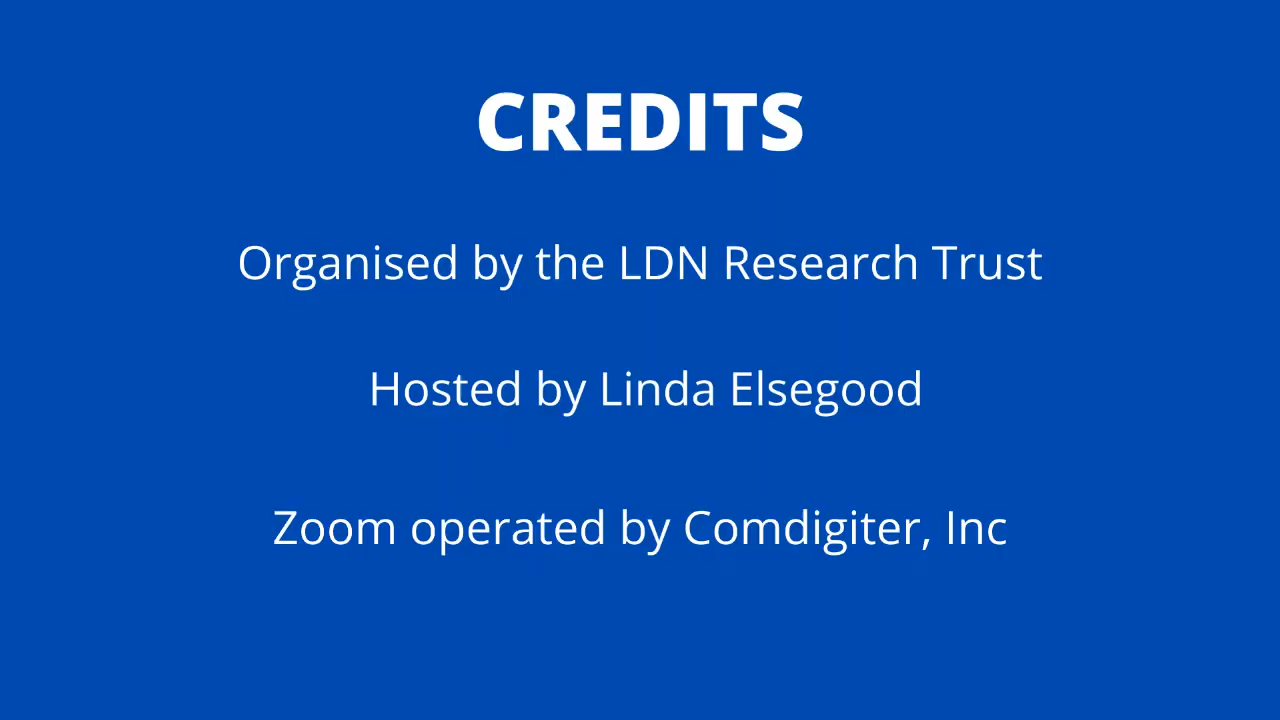 CREDITS
Organised by the LDN Research Trust
Hosted by Linda Elsegood
Zoom operated by Comdigiter, Inc